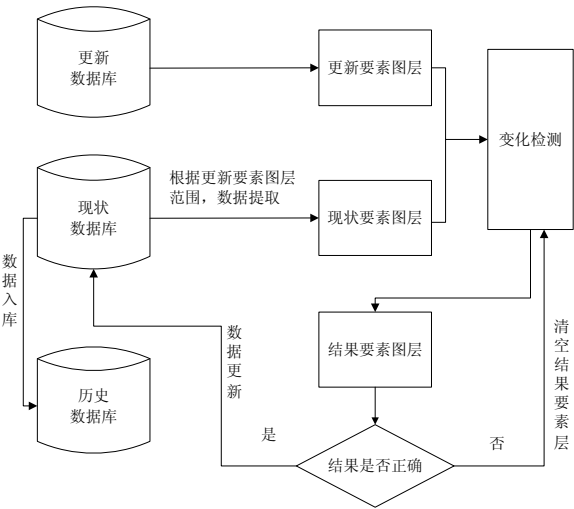 更新
数据库
更新要素图层
变化检测
根据更新要素图层
范围，数据提取
现状
数据库
现状要素图层
数据入库
数据更新
结果要素图层
清空结果要素层
历史
数据库
是
结果是否正确
否